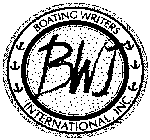 BOATING WRITERS
BWI
INTERNATIONAL, INC.